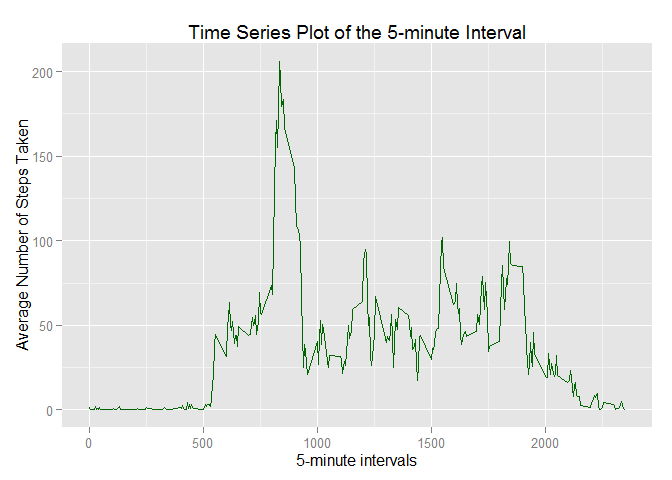 Time Series Plot of the 5-minute Interval
Average Number of Steps Taken
200
150
100
50
0
0 500 1000 1500 2000
5-minute intervals